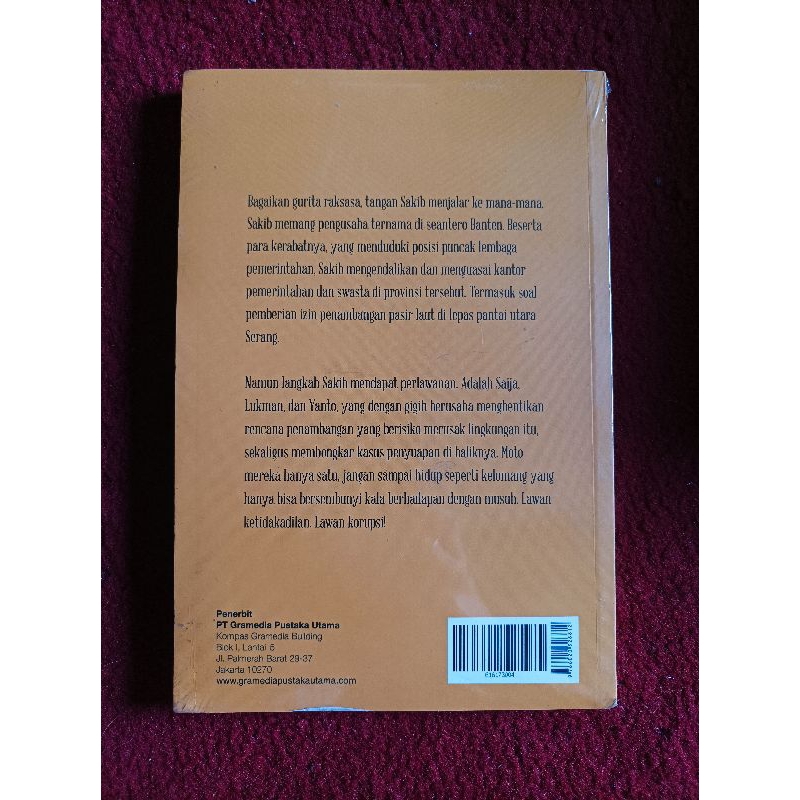 Bagaikan gurita raksasa, tangan Sakib menjalar ke mana-mana.
Sakib memang pengusaha ternama di seantero Banten. Beserta
para kerabatnya, yang menduduki posisi puncak lembaga
pemerintahan, Sakib mengendalikan dan menguasai kantor
pemerintahan dan swasta di provinsi tersebut. Termasuk soal
pemberian izin penambangan pasir laut di lepas pantai utara
Serang.
Namun langkah Sakib mendapat perlawanan. Adalah Saija,
Lukman, dan Yanto, yang dengan gigih berusaha menghentikan
rencana penambangan yang berisiko merusak lingkungan itu,
sekaligus membongkar kasus penyuapan di baliknya. Moto
mereka hanya satu, jangan sampai hidup seperti kelomang yang
hanya bisa bersembunyi kala berhadapan dengan musuh. Lawan
ketidakadilan. Lawan korupsi!
Penerbit
PT Gramedia Pustaka Utama
Kompas Gramedia Building
Blok I, Lantai 5
Jl. Palmerah Barat 29-37
Jakarta 10270
www.gramediapustakautama.com
616173004